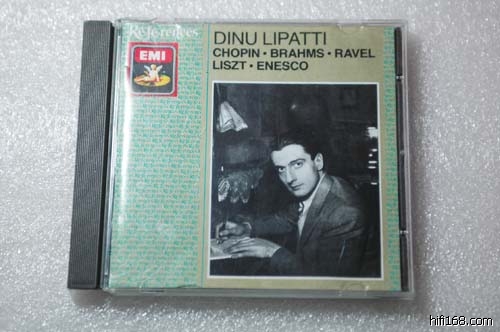 Références
EMI
DINU LIPATTI
CHOPIN • BRAHMS • RAVEL
LISZT • ENESCO
hifi168.com